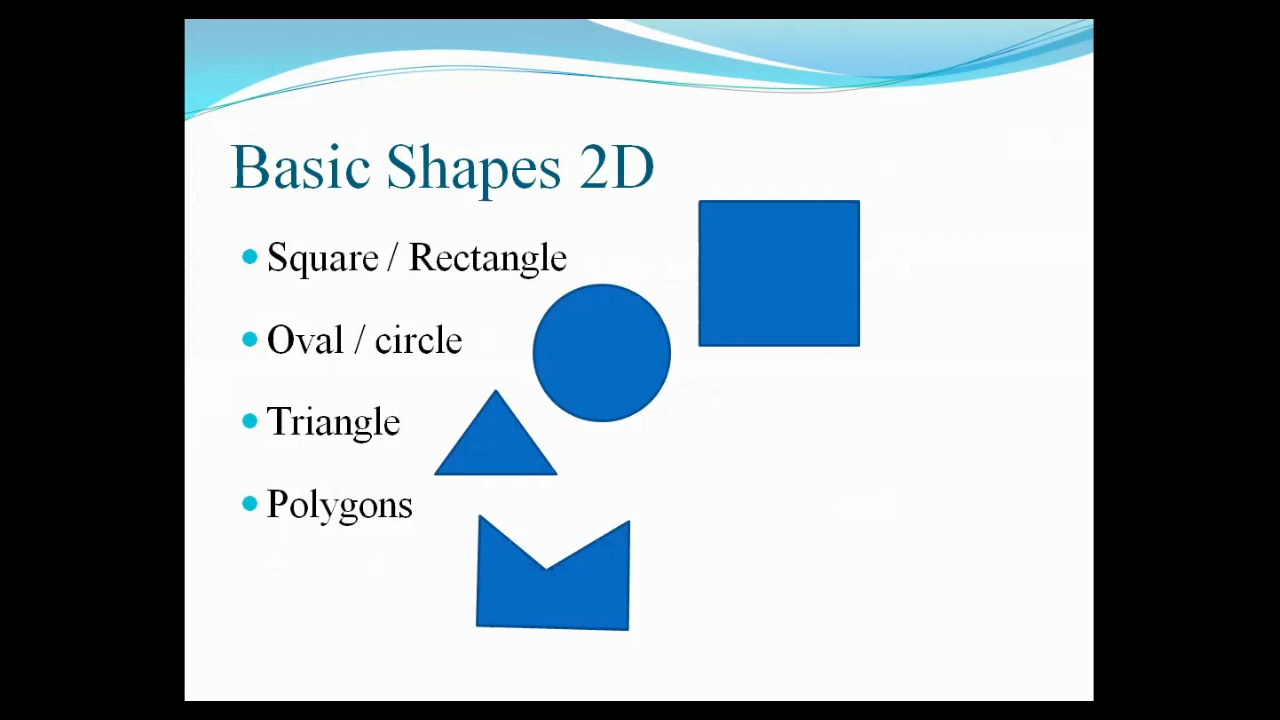 Basic Shapes 2D
Square / Rectangle
Oval / circle
Triangle
Polygons